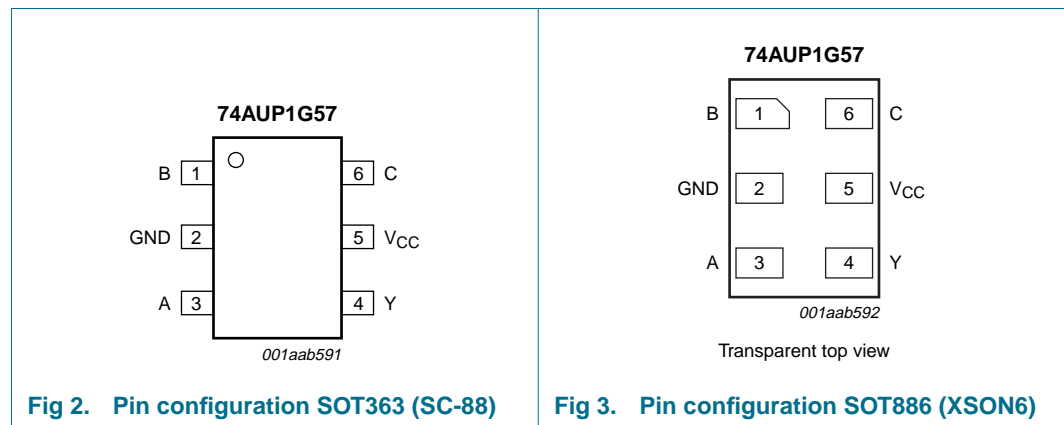 74AUP1G57
B 1 6 C
GND 2 5 VCC
A 3 4 Y
001aab591
Fig 2. Pin configuration SOT363 (SC-88)
74AUP1G57
B 1 6 C
GND 2 5 VCC
A 3 4 Y
001aab592
Transparent top view
Fig 3. Pin configuration SOT886 (XSON6)